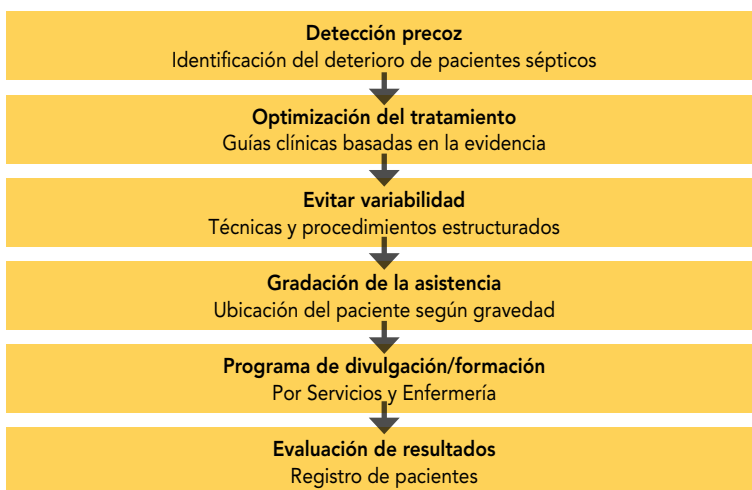 Detección precoz
Identificación del deterioro de pacientes sépticos
Optimización del tratamiento
Guías clínicas basadas en la evidencia
Evitar variabilidad
Técnicas y procedimientos estructurados
Gradación de la asistencia
Ubicación del paciente según gravedad
Programa de divulgación/formación
Por Servicios y Enfermería
Evaluación de resultados
Registro de pacientes